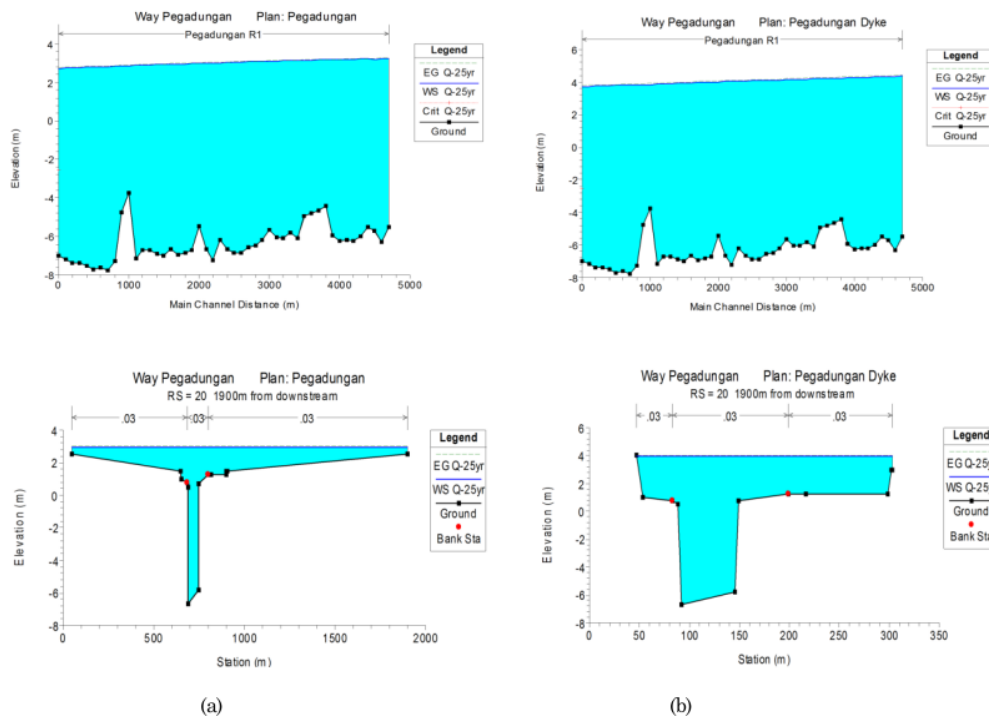 Way Pegadungan Plan: Pegadungan
Pegadungan R1
Legend
EG Q-25yr
WS Q-25yr
Crit Q-25yr
Ground
4
2
0
-2
-4
-6
-8
0 1000 2000 3000 4000 5000
Elevation (m)
Main Channel Distance (m)
Way Pegadungan Plan: Pegadungan Dyke
Pegadungan R1
Legend
EG Q-25yr
WS Q-25yr
Crit Q-25yr
Ground
6
4
2
0
-2
-4
-6
-8
0 1000 2000 3000 4000 5000
Elevation (m)
Main Channel Distance (m)
Way Pegadungan Plan: Pegadungan
RS = 20 1900m from downstream
.03 .03 .03
Legend
EG Q-25yr
WS Q-25yr
Ground
Bank Sta
4
2
0
-2
-4
-6
-8
0 500 1000 1500 2000
Elevation (m)
Station (m)
(a)
Way Pegadungan Plan: Pegadungan Dyke
RS = 20 1900m from downstream
.03 .03 .03
Legend
EG Q-25yr
WS Q-25yr
Ground
Bank Sta
6
4
2
0
-2
-4
-6
-8
0 50 100 150 200 250 300 350
Elevation (m)
Station (m)
(b)